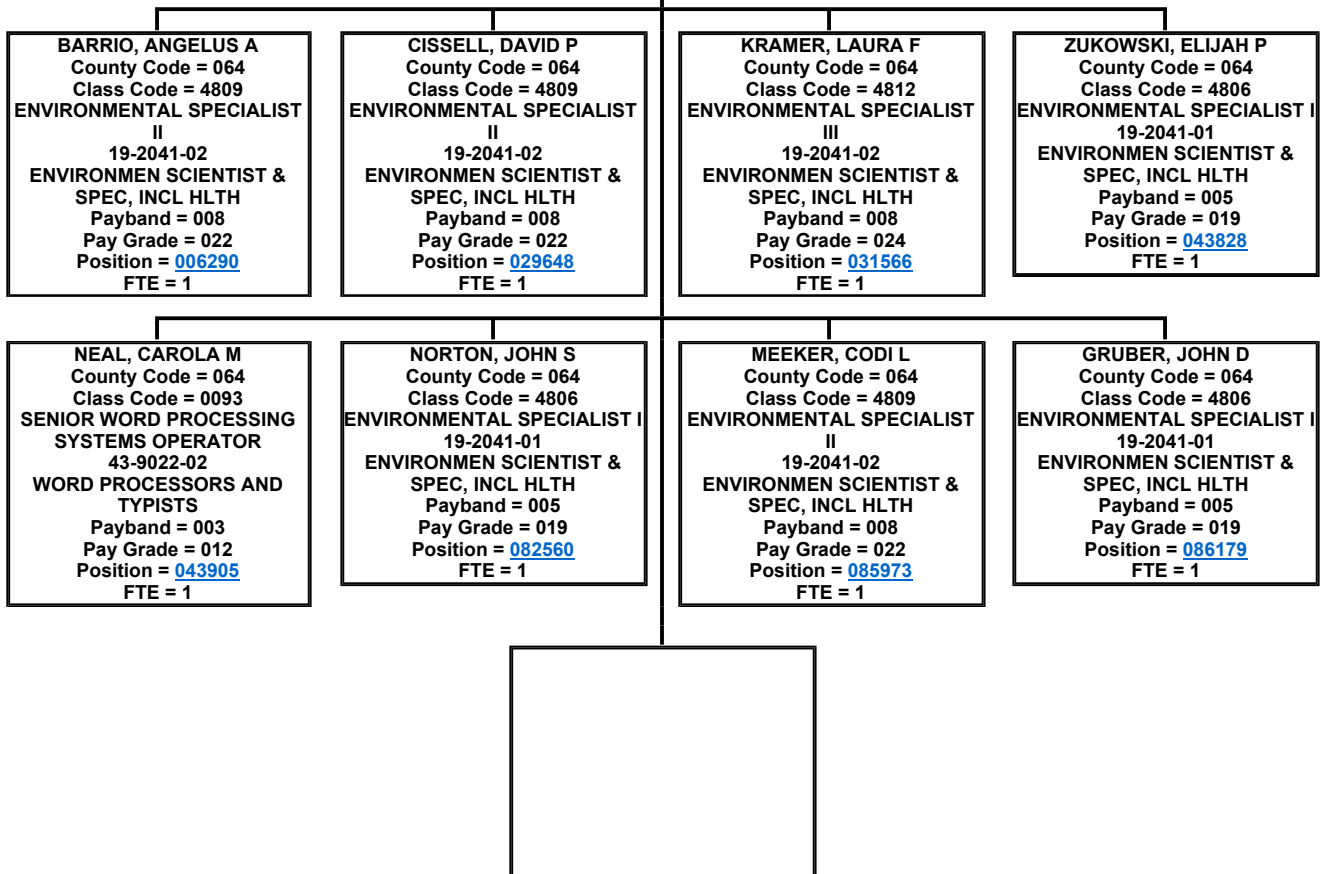 BARRIO, ANGELUS A
County Code = 064
Class Code = 4809
ENVIRONMENTAL SPECIALIST
II
19-2041-02
ENVIRONMEN SCIENTIST &
SPEC, INCL HLTH
Payband = 008
Pay Grade = 022
Position = 006290
FTE = 1
CISSELL, DAVID P
County Code = 064
Class Code = 4809
ENVIRONMENTAL SPECIALIST
II
19-2041-02
ENVIRONMEN SCIENTIST &
SPEC, INCL HLTH
Payband = 008
Pay Grade = 022
Position = 029648
FTE = 1
KRAMER, LAURA F
County Code = 064
Class Code = 4812
ENVIRONMENTAL SPECIALIST
III
19-2041-02
ENVIRONMEN SCIENTIST &
SPEC, INCL HLTH
Payband = 008
Pay Grade = 024
Position = 031566
FTE = 1
ZUKOWSKI, ELIJAH P
County Code = 064
Class Code = 4806
ENVIRONMENTAL SPECIALIST I
19-2041-01
ENVIRONMEN SCIENTIST &
SPEC, INCL HLTH
Payband = 005
Pay Grade = 019
Position = 043828
FTE = 1
NEAL, CAROLA M
County Code = 064
Class Code = 0093
SENIOR WORD PROCESSING
SYSTEMS OPERATOR
43-9022-02
WORD PROCESSORS AND
TYPISTS
Payband = 003
Pay Grade = 012
Position = 043905
FTE = 1
NORTON, JOHN S
County Code = 064
Class Code = 4806
ENVIRONMENTAL SPECIALIST I
19-2041-01
ENVIRONMEN SCIENTIST &
SPEC, INCL HLTH
Payband = 005
Pay Grade = 019
Position = 082560
FTE = 1
MEEKER, CODI L
County Code = 064
Class Code = 4809
ENVIRONMENTAL SPECIALIST
II
19-2041-02
ENVIRONMEN SCIENTIST &
SPEC, INCL HLTH
Payband = 008
Pay Grade = 022
Position = 085973
FTE = 1
GRUBER, JOHN D
County Code = 064
Class Code = 4806
ENVIRONMENTAL SPECIALIST I
19-2041-01
ENVIRONMEN SCIENTIST &
SPEC, INCL HLTH
Payband = 005
Pay Grade = 019
Position = 086179
FTE = 1